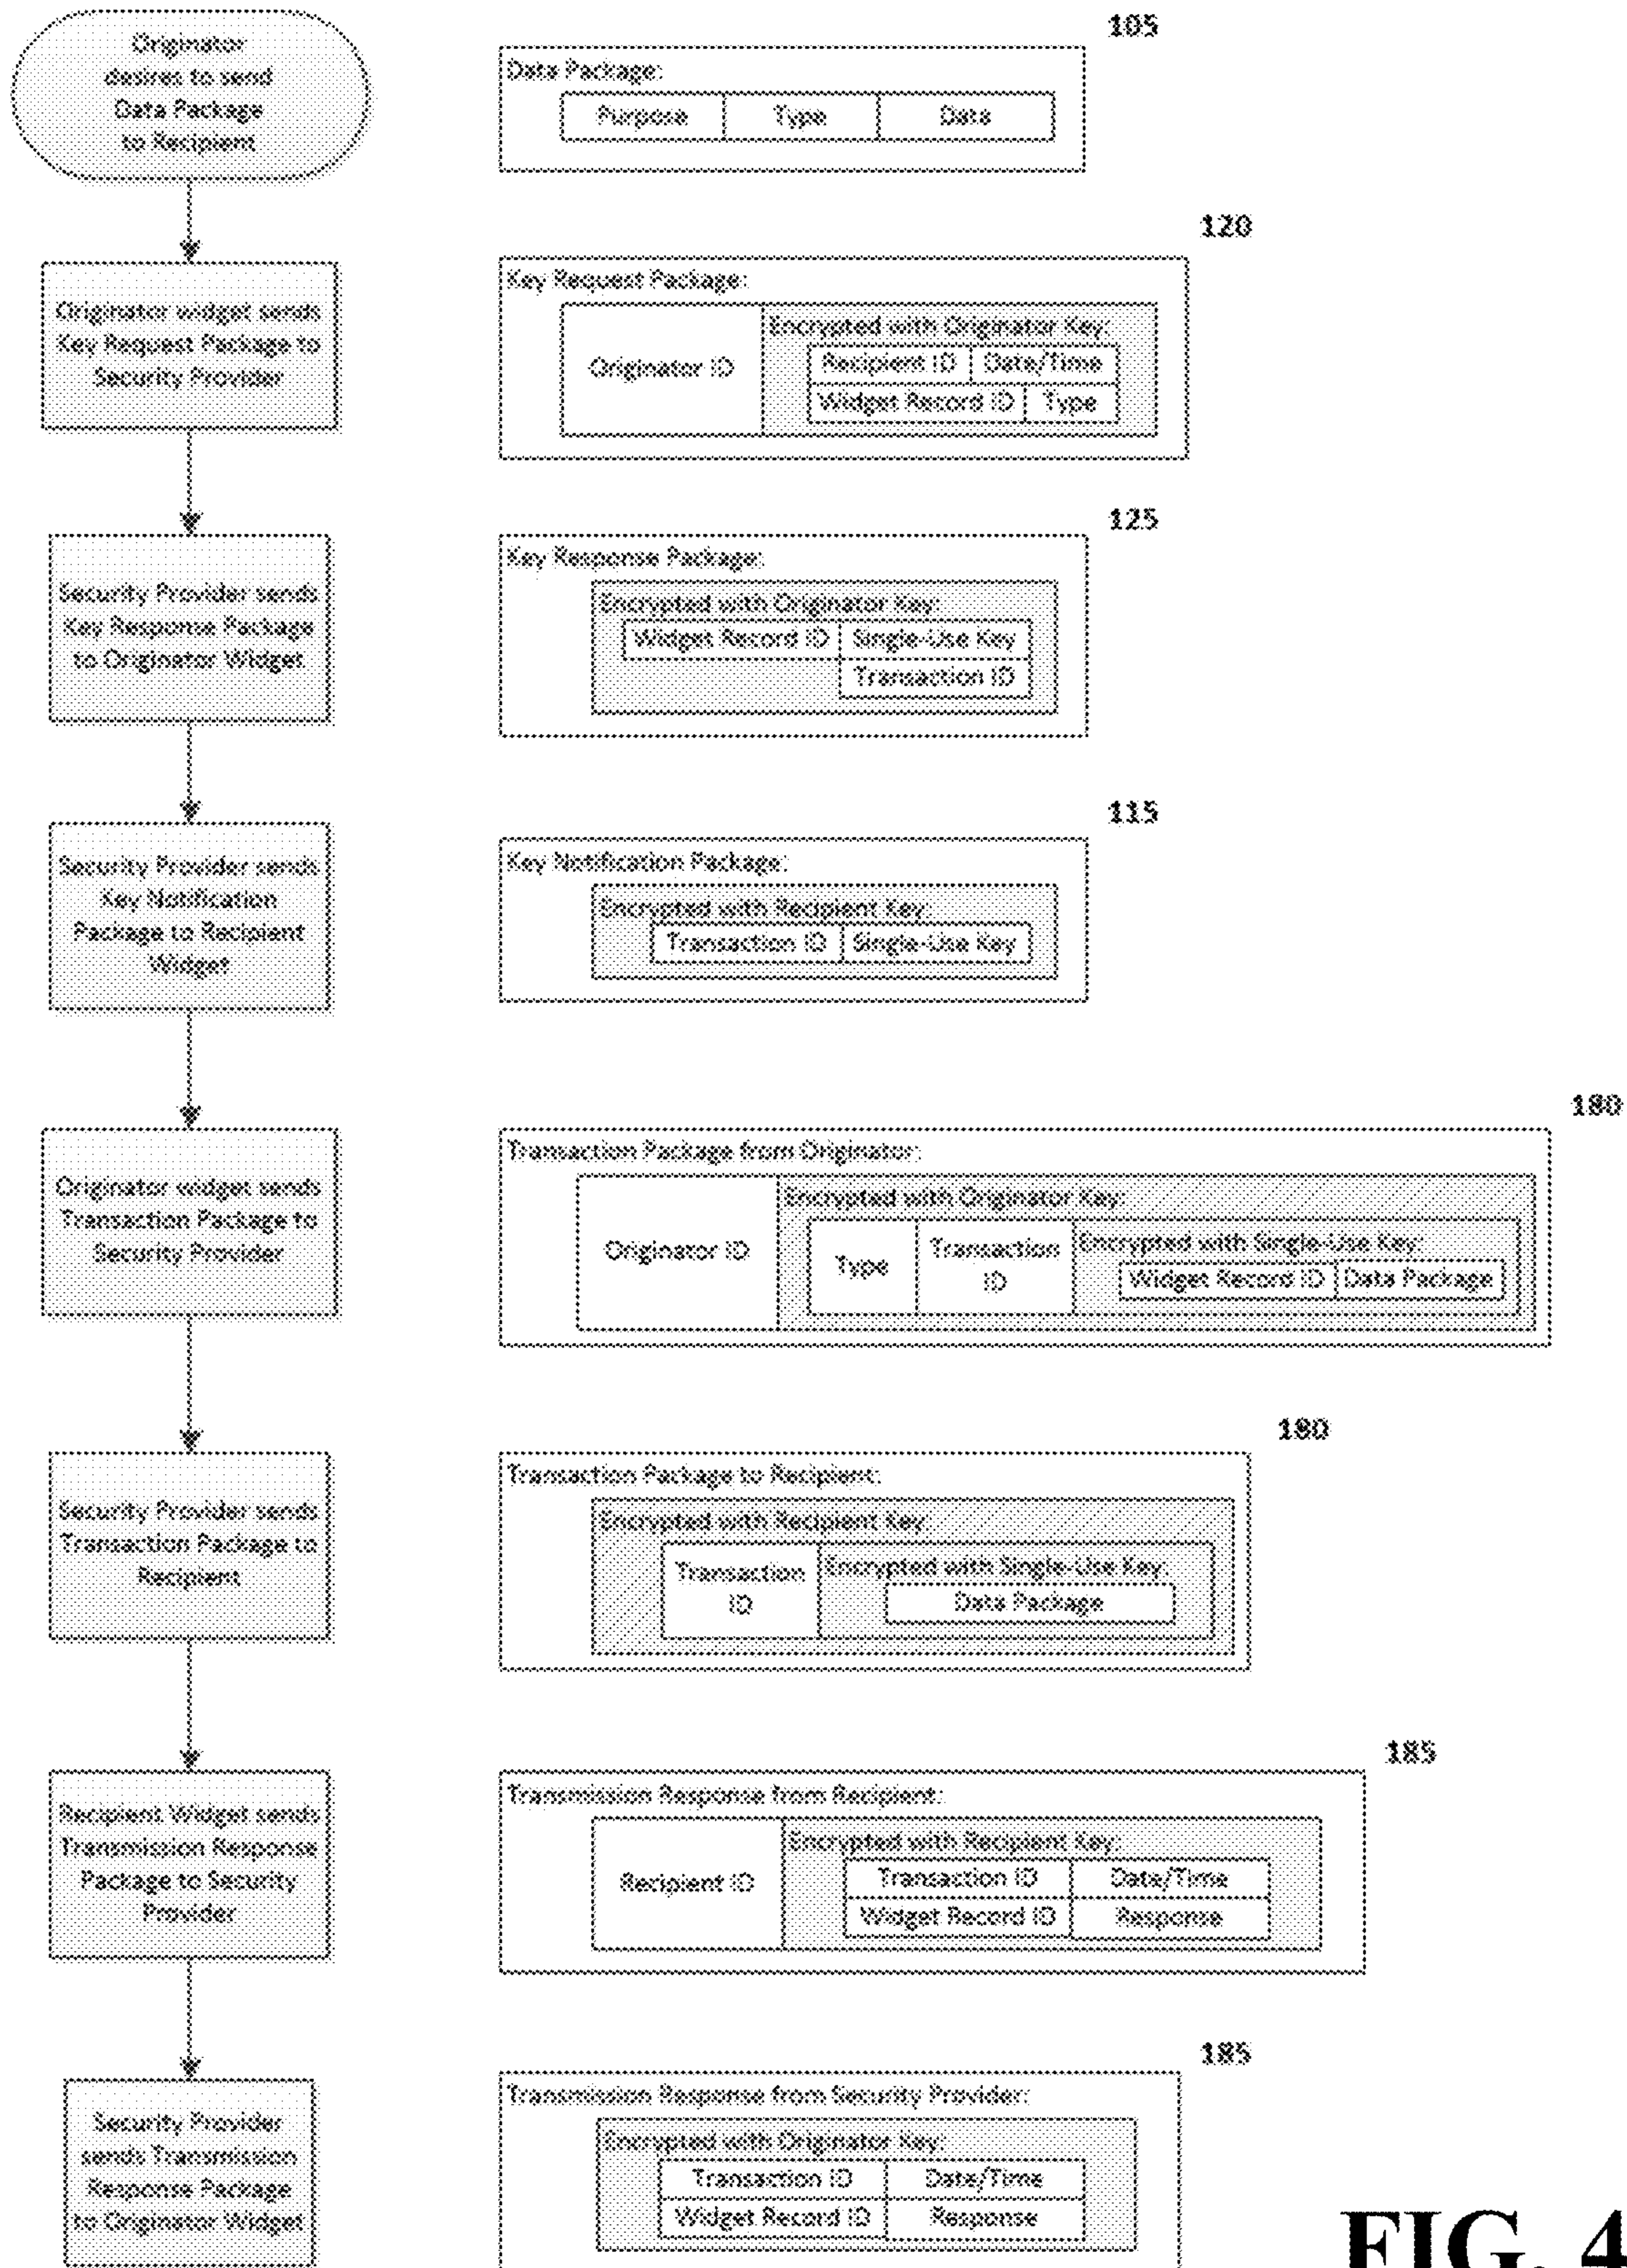 Originator
desires to send
Data Package
to Recipient
105
Data Package:
Purpose Type Data
Originator widget sends
Key Request Package to
Security Provider
120
Key Request Package:
Originator ID
Encrypted with Originator Key:
Recipient ID Date/Time
Widget Record ID Type
Security Provider sends
Key Response Package
to Originator Widget
125
Key Response Package:
Encrypted with Originator Key:
Widget Record ID Single-Use Key
Transaction ID
Security Provider sends
Key Notification
Package to Recipient
Widget
115
Key Notification Package:
Encrypted with Recipient Key:
Transaction ID Single-Use Key
Originator widget sends
Transaction Package to
Security Provider
180
Transaction Package from Originator:
Originator ID
Encrypted with Originator Key:
Type
Transaction
ID
Encrypted with Single-Use Key:
Widget Record ID Data Package
Security Provider sends
Transaction Package to
Recipient
180
Transaction Package to Recipient:
Encrypted with Recipient Key:
Transaction
ID
Encrypted with Single-Use Key:
Data Package
Recipient Widget sends
Transmission Response
Package to Security
Provider
185
Transmission Response from Recipient:
Recipient ID
Encrypted with Recipient Key:
Transaction ID Date/Time
Widget Record ID Response
Security Provider
sends Transmission
Response Package
to Originator Widget
185
Transmission Response from Security Provider:
Encrypted with Originator Key:
Transaction ID Date/Time
Widget Record ID Response
FIG. 4